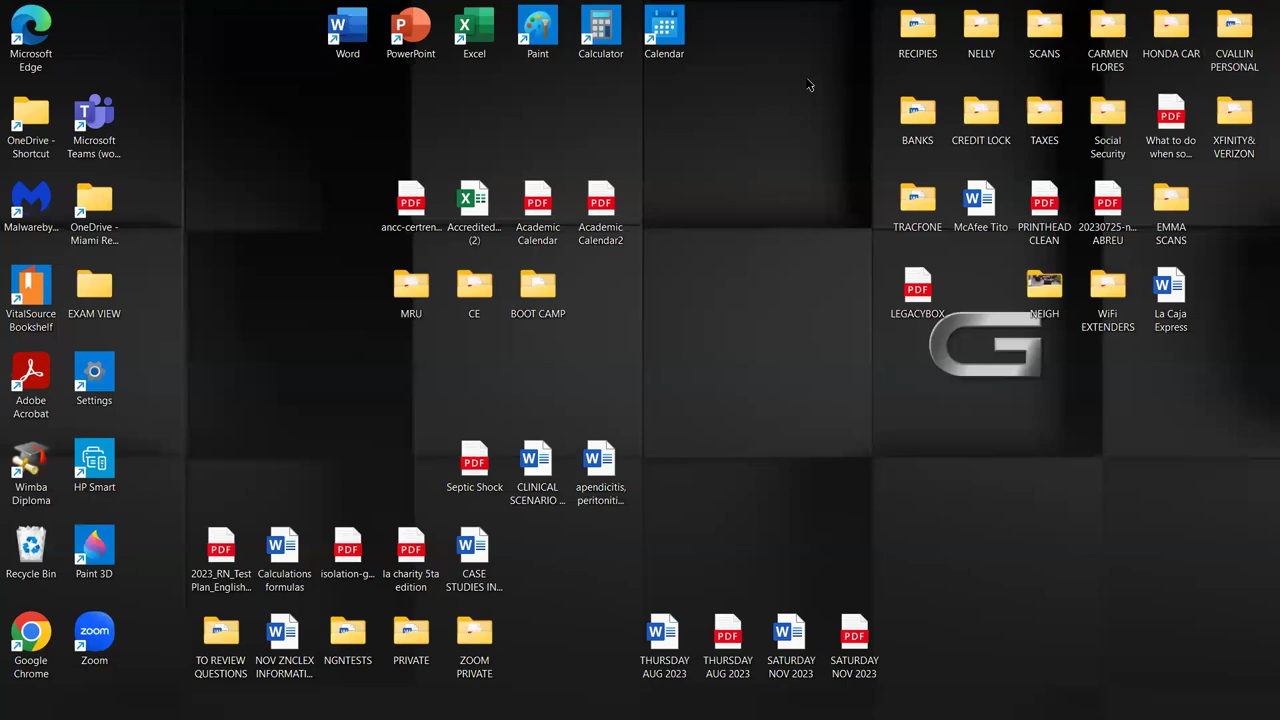 Microsoft
Edge
Word
PowerPoint
Excel
Paint
Calculator
Calendar
RECIPIES
NELLY
SCANS
CARMEN
FLORES
HONDA CAR
CVALLIN
PERSONAL
OneDrive -
Shortcut
Microsoft
Teams (wo...
BANKS
CREDIT LOCK
TAXES
Social
Security
What to do
when so...
XFINITY&
VERIZON
Malwareby...
OneDrive -
Miami Re...
ancc-certren...
Accredited...
(2)
Academic
Calendar
Academic
Calendar2
TRACFONE
McAfee Tito
PRINTHEAD
CLEAN
20230725-n...
ABREU
EMMA
SCANS
VitalSource
Bookshelf
EXAM VIEW
MRU
CE
BOOT CAMP
LEGACYBOX
NEIGH
WiFi
EXTENDERS
La Caja
Express
G
Adobe
Acrobat
Settings
Wimba
Diploma
HP Smart
Septic Shock
CLINICAL
SCENARIO ...
apendicitis,
peritoniti...
Recycle Bin
Paint 3D
2023_RN_Test
Plan_English...
Calculations
formulas
isolation-g...
la charity 5ta
edition
CASE
STUDIES IN...
Google
Chrome
zoom
Zoom
TO REVIEW
QUESTIONS
NOV ZNCLEX
INFORMATI...
NGNTESTS
PRIVATE
ZOOM
PRIVATE
THURSDAY
AUG 2023
THURSDAY
AUG 2023
SATURDAY
NOV 2023
SATURDAY
NOV 2023